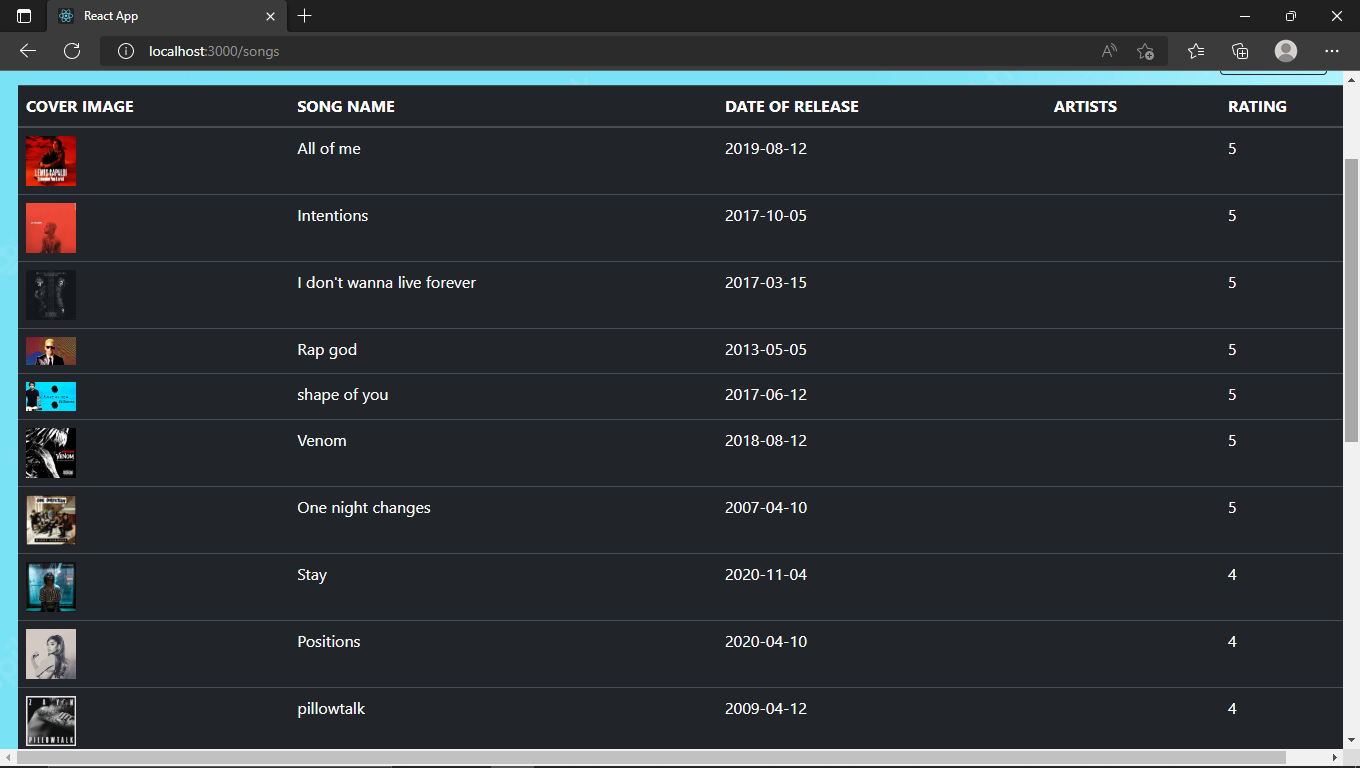 React App
localhost:3000/songs
COVER IMAGE SONG NAME DATE OF RELEASE ARTISTS RATING
LEWIS CAPALDI
All of me 2019-08-12 5
Intentions 2017-10-05 5
I don't wanna live forever 2017-03-15 5
Rap god 2013-05-05 5
shape of you 2017-06-12 5
VENOM
Venom 2018-08-12 5
ONE DIRECTION
One night changes 2007-04-10 5
Stay 2020-11-04 4
Positions 2020-04-10 4
ZAYN
pillowtalk 2009-04-12 4
PILLOWTALK